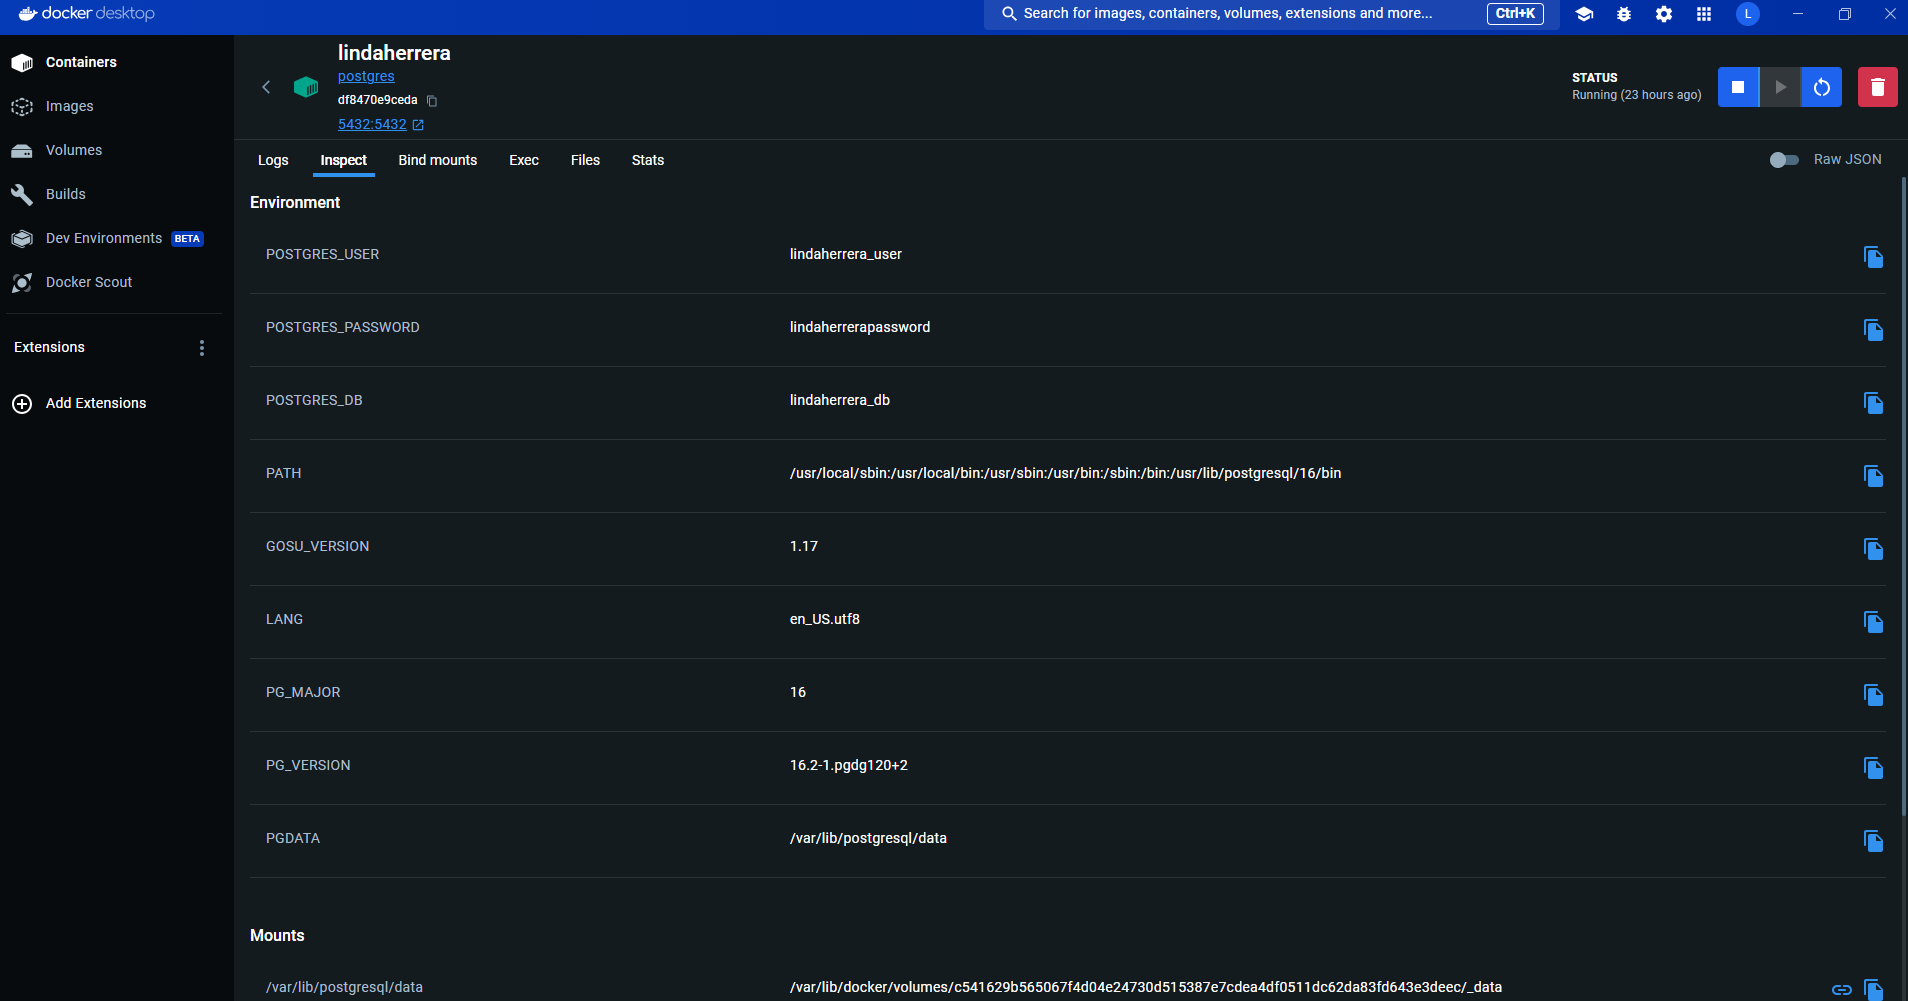 docker desktop
Search for images, containers, volumes, extensions and more...
Ctrl+K
L
Containers
Images
Volumes
Builds
Dev Environments BETA
Docker Scout
Extensions
Add Extensions
lindaherrera
postgres
df8470e9ceda
5432:5432
STATUS
Running (23 hours ago)
Logs Inspect Bind mounts Exec Files Stats
Raw JSON
Environment
POSTGRES_USER lindaherrera_user
POSTGRES_PASSWORD lindaherrerapassword
POSTGRES_DB lindaherrera_db
PATH /usr/local/sbin:/usr/local/bin:/usr/sbin:/usr/bin:/sbin:/bin:/usr/lib/postgresql/16/bin
GOSU_VERSION 1.17
LANG en_US.utf8
PG_MAJOR 16
PG_VERSION 16.2-1.pgdg120+2
PGDATA /var/lib/postgresql/data
Mounts
/var/lib/postgresql/data /var/lib/docker/volumes/c541629b565067f4d04e24730d515387e7cdea4df0511dc62da83fd643e3deec/_data